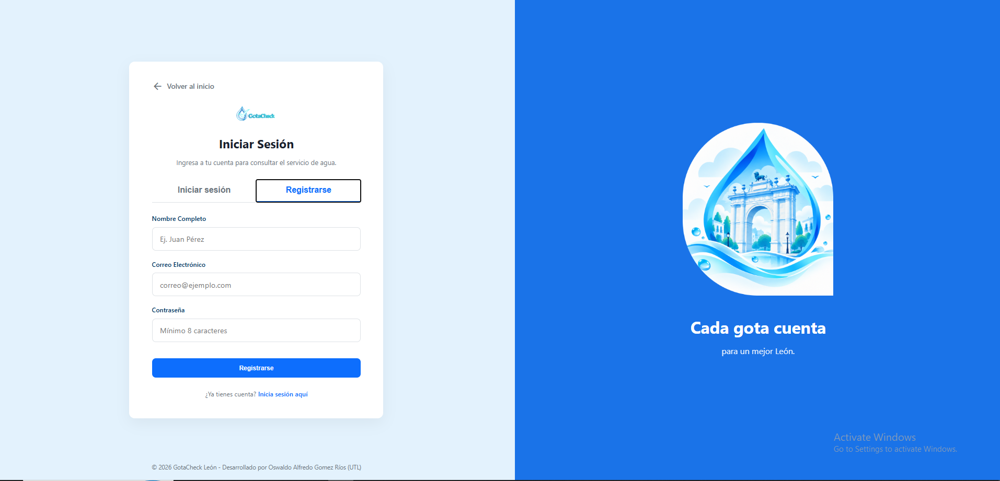 Volver al inicio
GotaCheck
Iniciar Sesión
Ingresa a tu cuenta para consultar el servicio de agua.
Iniciar sesión
Registrarse
Nombre Completo
Ej. Juan Pérez
Correo Electrónico
correo@ejemplo.com
Contraseña
Mínimo 8 caracteres
Registrarse
¿Ya tienes cuenta? Inicia sesión aquí
© 2026 GotaCheck León - Desarrollado por Oswaldo Alfredo Gomez Ríos (UTL)
Cada gota cuenta
para un mejor León.
Activate Windows
Go to Settings to activate Windows.